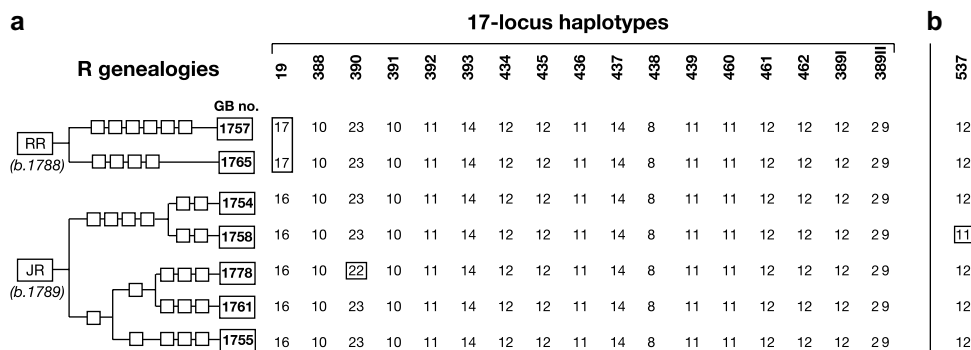 a
17-locus haplotypes
b
R genealogies
19 388 390 391 392 393 434 435 436 437 438 439 460 461 462 389I 389II 537
GB no.
RR
(b.1788)
1757 17 10 23 10 11 14 12 12 11 14 8 11 11 12 12 12 29 12
1765 17 10 23 10 11 14 12 12 11 14 8 11 11 12 12 12 29 12
1754 16 10 23 10 11 14 12 12 11 14 8 11 11 12 12 12 29 12
1758 16 10 23 10 11 14 12 12 11 14 8 11 11 12 12 12 29 11
JR
(b.1789)
1778 16 10 22 10 11 14 12 12 11 14 8 11 11 12 12 12 29 12
1761 16 10 23 10 11 14 12 12 11 14 8 11 11 12 12 12 29 12
1755 16 10 23 10 11 14 12 12 11 14 8 11 11 12 12 12 29 12